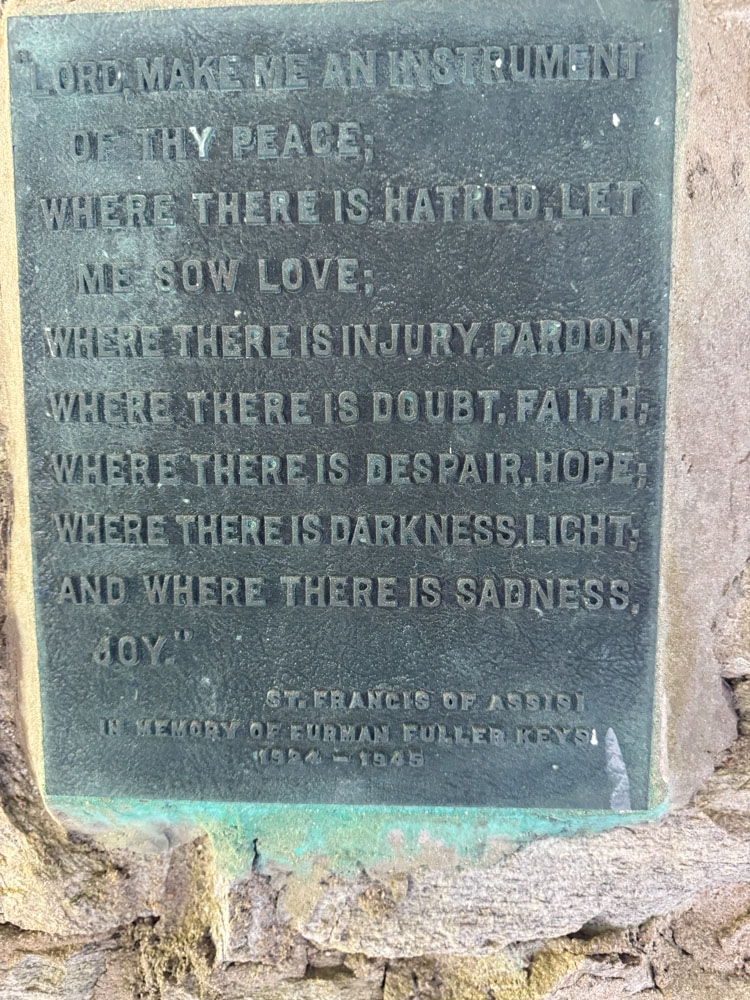 "LORD, MAKE ME AN INSTRUMENT
OF THY PEACE;
WHERE THERE IS HATRED, LET
ME SOW LOVE;
WHERE THERE IS INJURY, PARDON;
WHERE THERE IS DOUBT, FAITH;
WHERE THERE IS DESPAIR, HOPE;
WHERE THERE IS DARKNESS, LIGHT;
AND WHERE THERE IS SADNESS,
JOY."
ST. FRANCIS OF ASSISI
IN MEMORY OF FURMAN FULLER KEYS
1924 - 1945